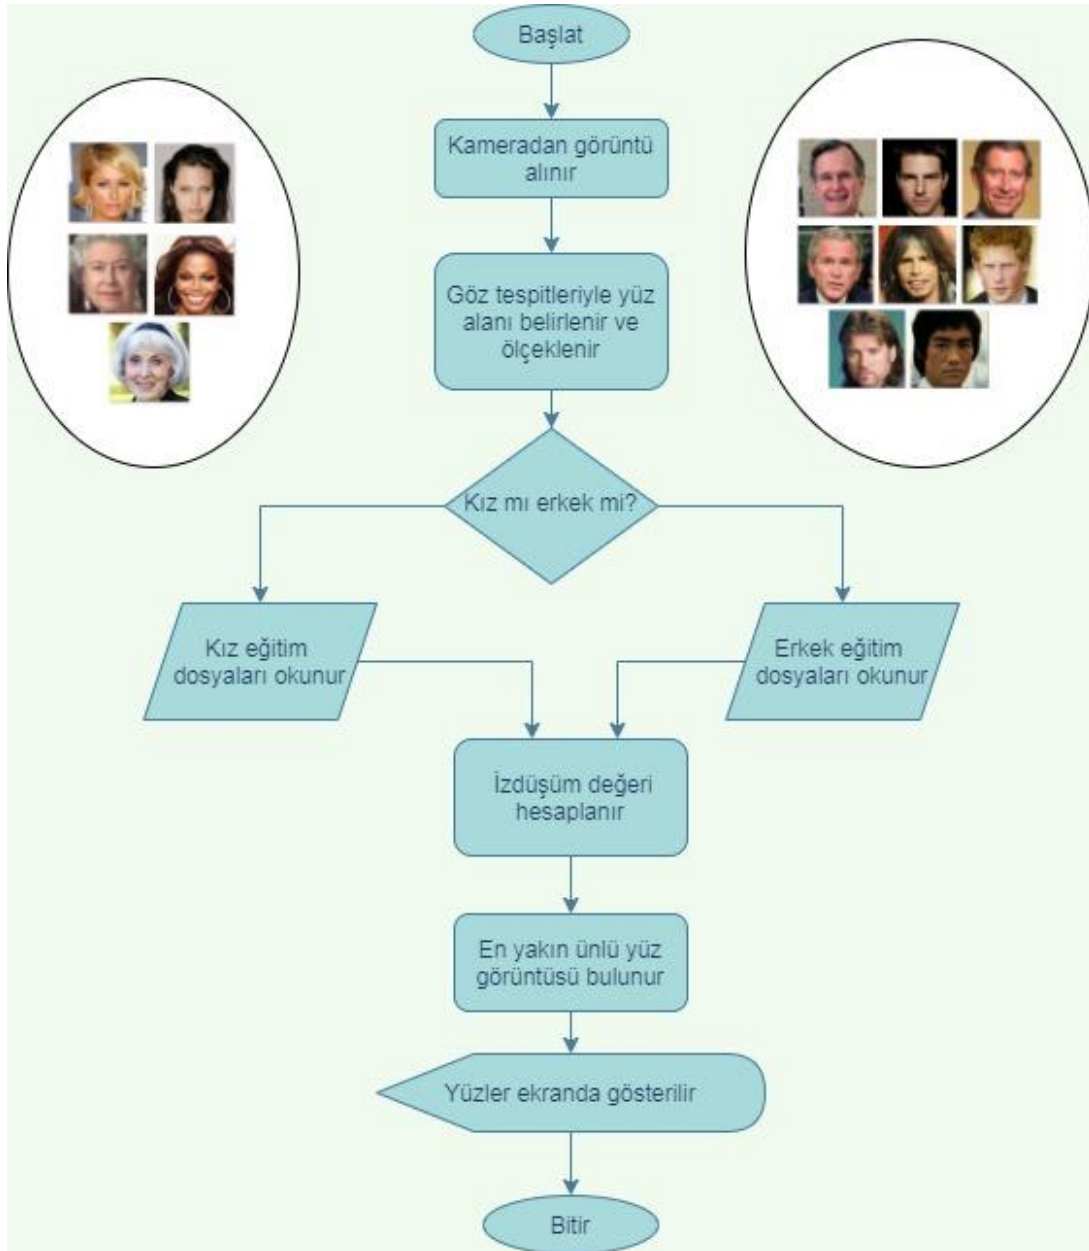 Başlat
Kameradan görüntü
alınır
Göz tespitleriyle yüz
alanı belirlenir ve
ölçeklenir
Kız mı erkek mi?
Kız eğitim
dosyaları okunur
Erkek eğitim
dosyaları okunur
İzdüşüm değeri
hesaplanır
En yakın ünlü yüz
görüntüsü bulunur
Yüzler ekranda gösterilir
Bitir